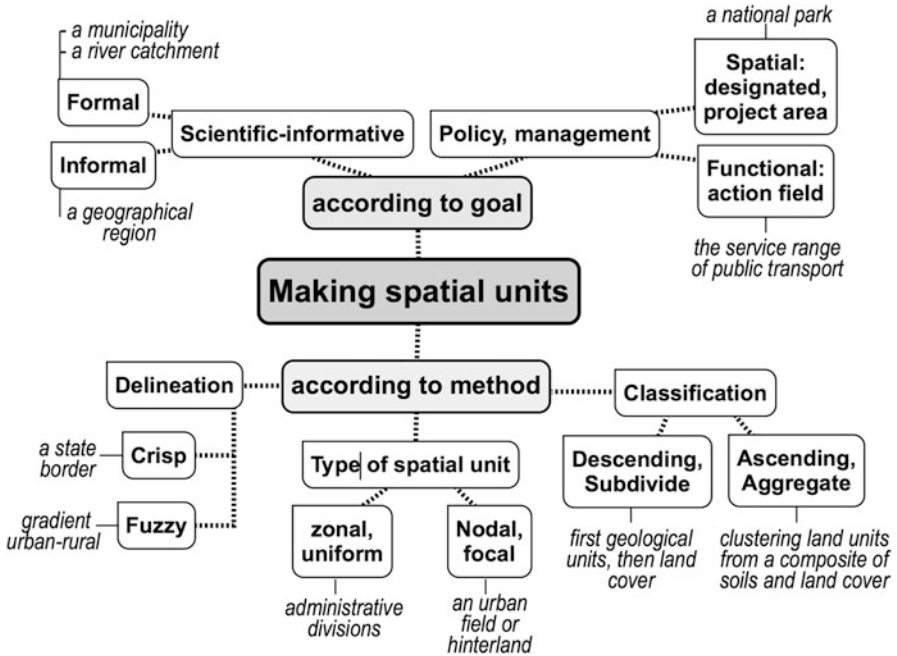 a municipality
a river catchment
Formal
Informal
a geographical
region
Scientific-informative
Policy, management
a national park
Spatial:
designated,
project area
Functional:
action field
the service range
of public transport
according to goal
Making spatial units
according to method
Delineation
a state
border
Crisp
gradient
urban-rural
Fuzzy
Type of spatial unit
zonal,
uniform
administrative
divisions
Nodal,
focal
an urban
field or
hinterland
Classification
Descending,
Subdivide
first geological
units, then land
cover
Ascending,
Aggregate
clustering land units
from a composite of
soils and land cover